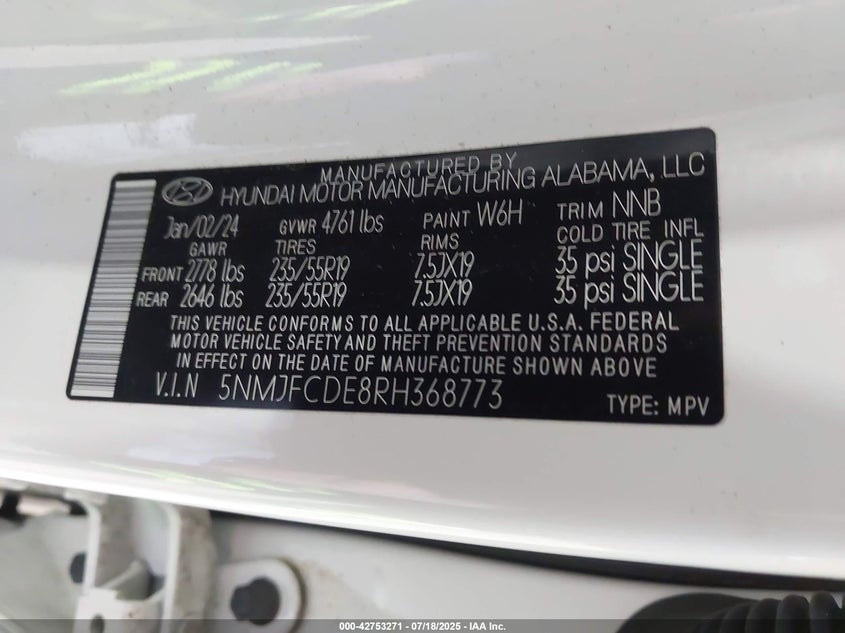 MANUFACTURED BY
HYUNDAI MOTOR MANUFACTURING ALABAMA, LLC
Jan/02/24 GVWR 4761 lbs PAINT W6H TRIM NNB
GAWR TIRES RIMS COLD TIRE INFL
FRONT 2778 lbs 235/55R19 7.5JX19 35 psi SINGLE
REAR 2646 lbs 235/55R19 7.5JX19 35 psi SINGLE
THIS VEHICLE CONFORMS TO ALL APPLICABLE U.S.A. FEDERAL
MOTOR VEHICLE SAFETY AND THEFT PREVENTION STANDARDS
IN EFFECT ON THE DATE OF MANUFACTURE SHOWN ABOVE
V.I.N 5NMJFCDE8RH368773
TYPE: MPV
000-42753271 - 07/18/2025 - IAA Inc.